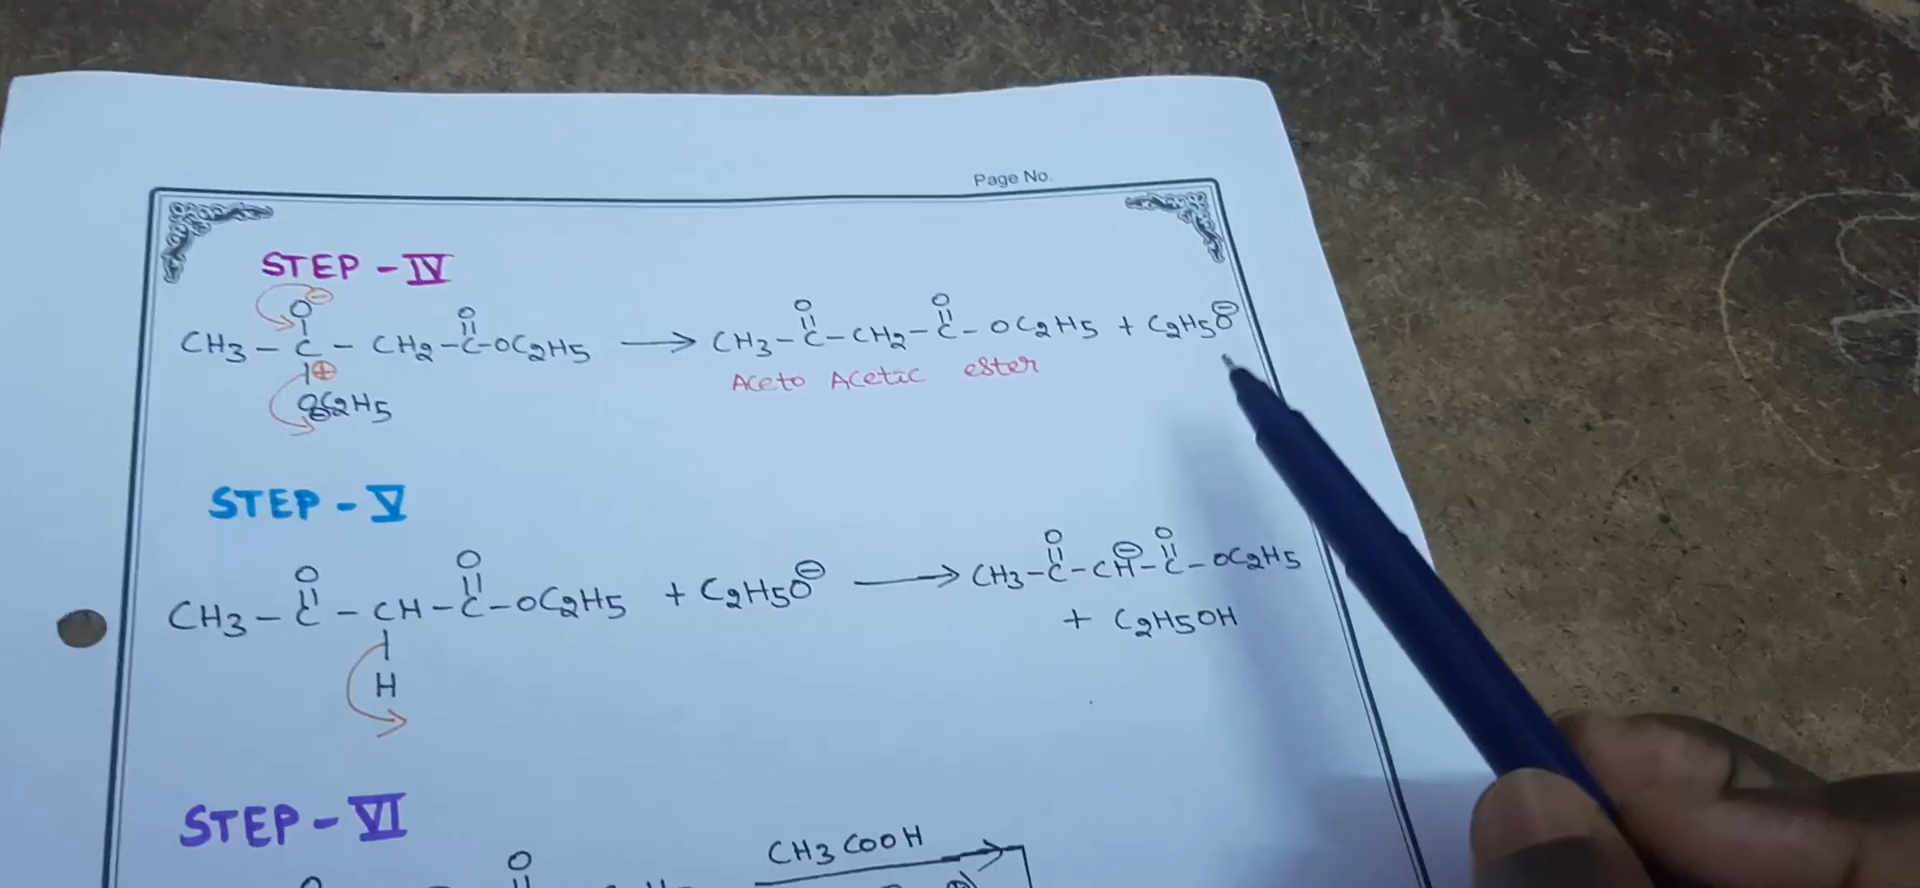 Page No.
STEP - IV
O⊖ O O O
CH3 - C - CH2 - C - OC2H5 → CH3 - C - CH2 - C - OC2H5 + C2H5O⊖
⊕
OC2H5
Aceto Acetic ester
STEP - V
O O O ⊖ O
CH3 - C - CH - C - OC2H5 + C2H5O⊖ → CH3 - C - CH - C - OC2H5
H
+ C2H5OH
STEP - VI
CH3COOH
O O